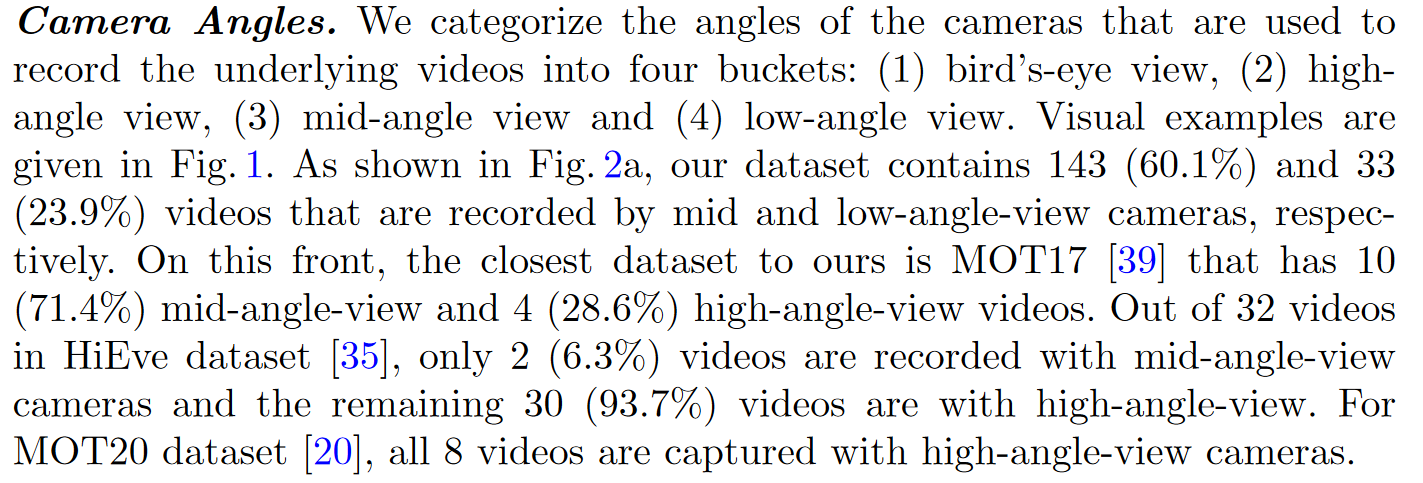 Camera Angles. We categorize the angles of the cameras that are used to
record the underlying videos into four buckets: (1) bird's-eye view, (2) high-
angle view, (3) mid-angle view and (4) low-angle view. Visual examples are
given in Fig. 1. As shown in Fig. 2a, our dataset contains 143 (60.1%) and 33
(23.9%) videos that are recorded by mid and low-angle-view cameras, respec-
tively. On this front, the closest dataset to ours is MOT17 [39] that has 10
(71.4%) mid-angle-view and 4 (28.6%) high-angle-view videos. Out of 32 videos
in HiEve dataset [35], only 2 (6.3%) videos are recorded with mid-angle-view
cameras and the remaining 30 (93.7%) videos are with high-angle-view. For
MOT20 dataset [20], all 8 videos are captured with high-angle-view cameras.